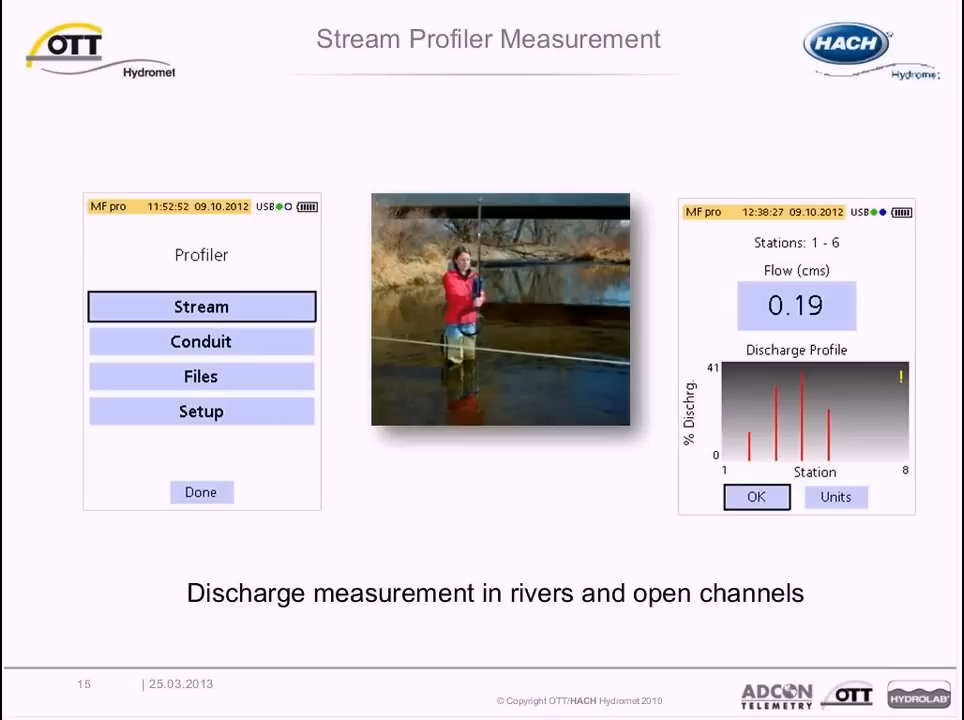 OTT
Hydromet
Stream Profiler Measurement
HACH
Hydromet
MF pro 11:52:52 09.10.2012 USB
Profiler
Stream
Conduit
Files
Setup
Done
MF pro 12:38:27 09.10.2012 USB
Stations: 1 - 6
Flow (cms)
0.19
Discharge Profile
41
!
% Dischrg.
0
1 Station 8
OK Units
Discharge measurement in rivers and open channels
15 | 25.03.2013
© Copyright OTT/HACH Hydromet 2010
ADCON
TELEMETRY
OTT
HYDROLAB